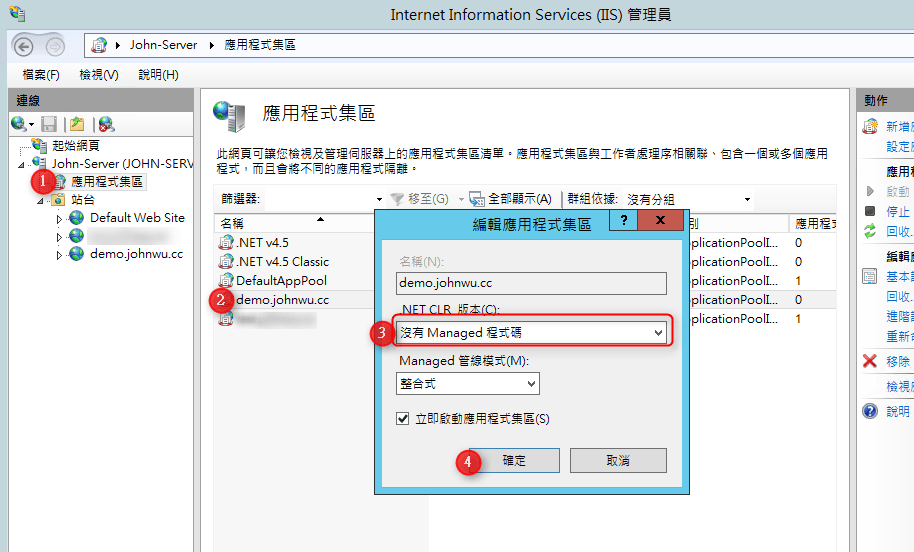 Internet Information Services (IIS) 管理員
John-Server 應用程式集區
檔案(F) 檢視(V) 說明(H)
連線
起始網頁
John-Server (JOHN-SERV
1 應用程式集區
站台
Default Web Site
demo.johnwu.cc
應用程式集區
此網頁可讓您檢視及管理伺服器上的應用程式集區清單。應用程式集區與工作者處理序相關聯、包含一個或多個應用
程式，而且會將不同的應用程式隔離。
篩選器: 移至(G) 全部顯示(A) 群組依據: 沒有分組
名稱 別 應用程式
.NET v4.5 pplicationPoolI... 0
.NET v4.5 Classic pplicationPoolI... 0
DefaultAppPool pplicationPoolI... 1
2 demo.johnwu.cc pplicationPoolI... 0
pplicationPoolI... 1
編輯應用程式集區 ? x
名稱(N):
demo.johnwu.cc
.NET CLR 版本(C):
3 沒有 Managed 程式碼
Managed 管線模式(M):
整合式
立即啟動應用程式集區(S)
4 確定 取消
動作
新增
設定
應用
啟動
停止
回收.
編輯
基本
回收.
進階
重新
移除
檢視
說明